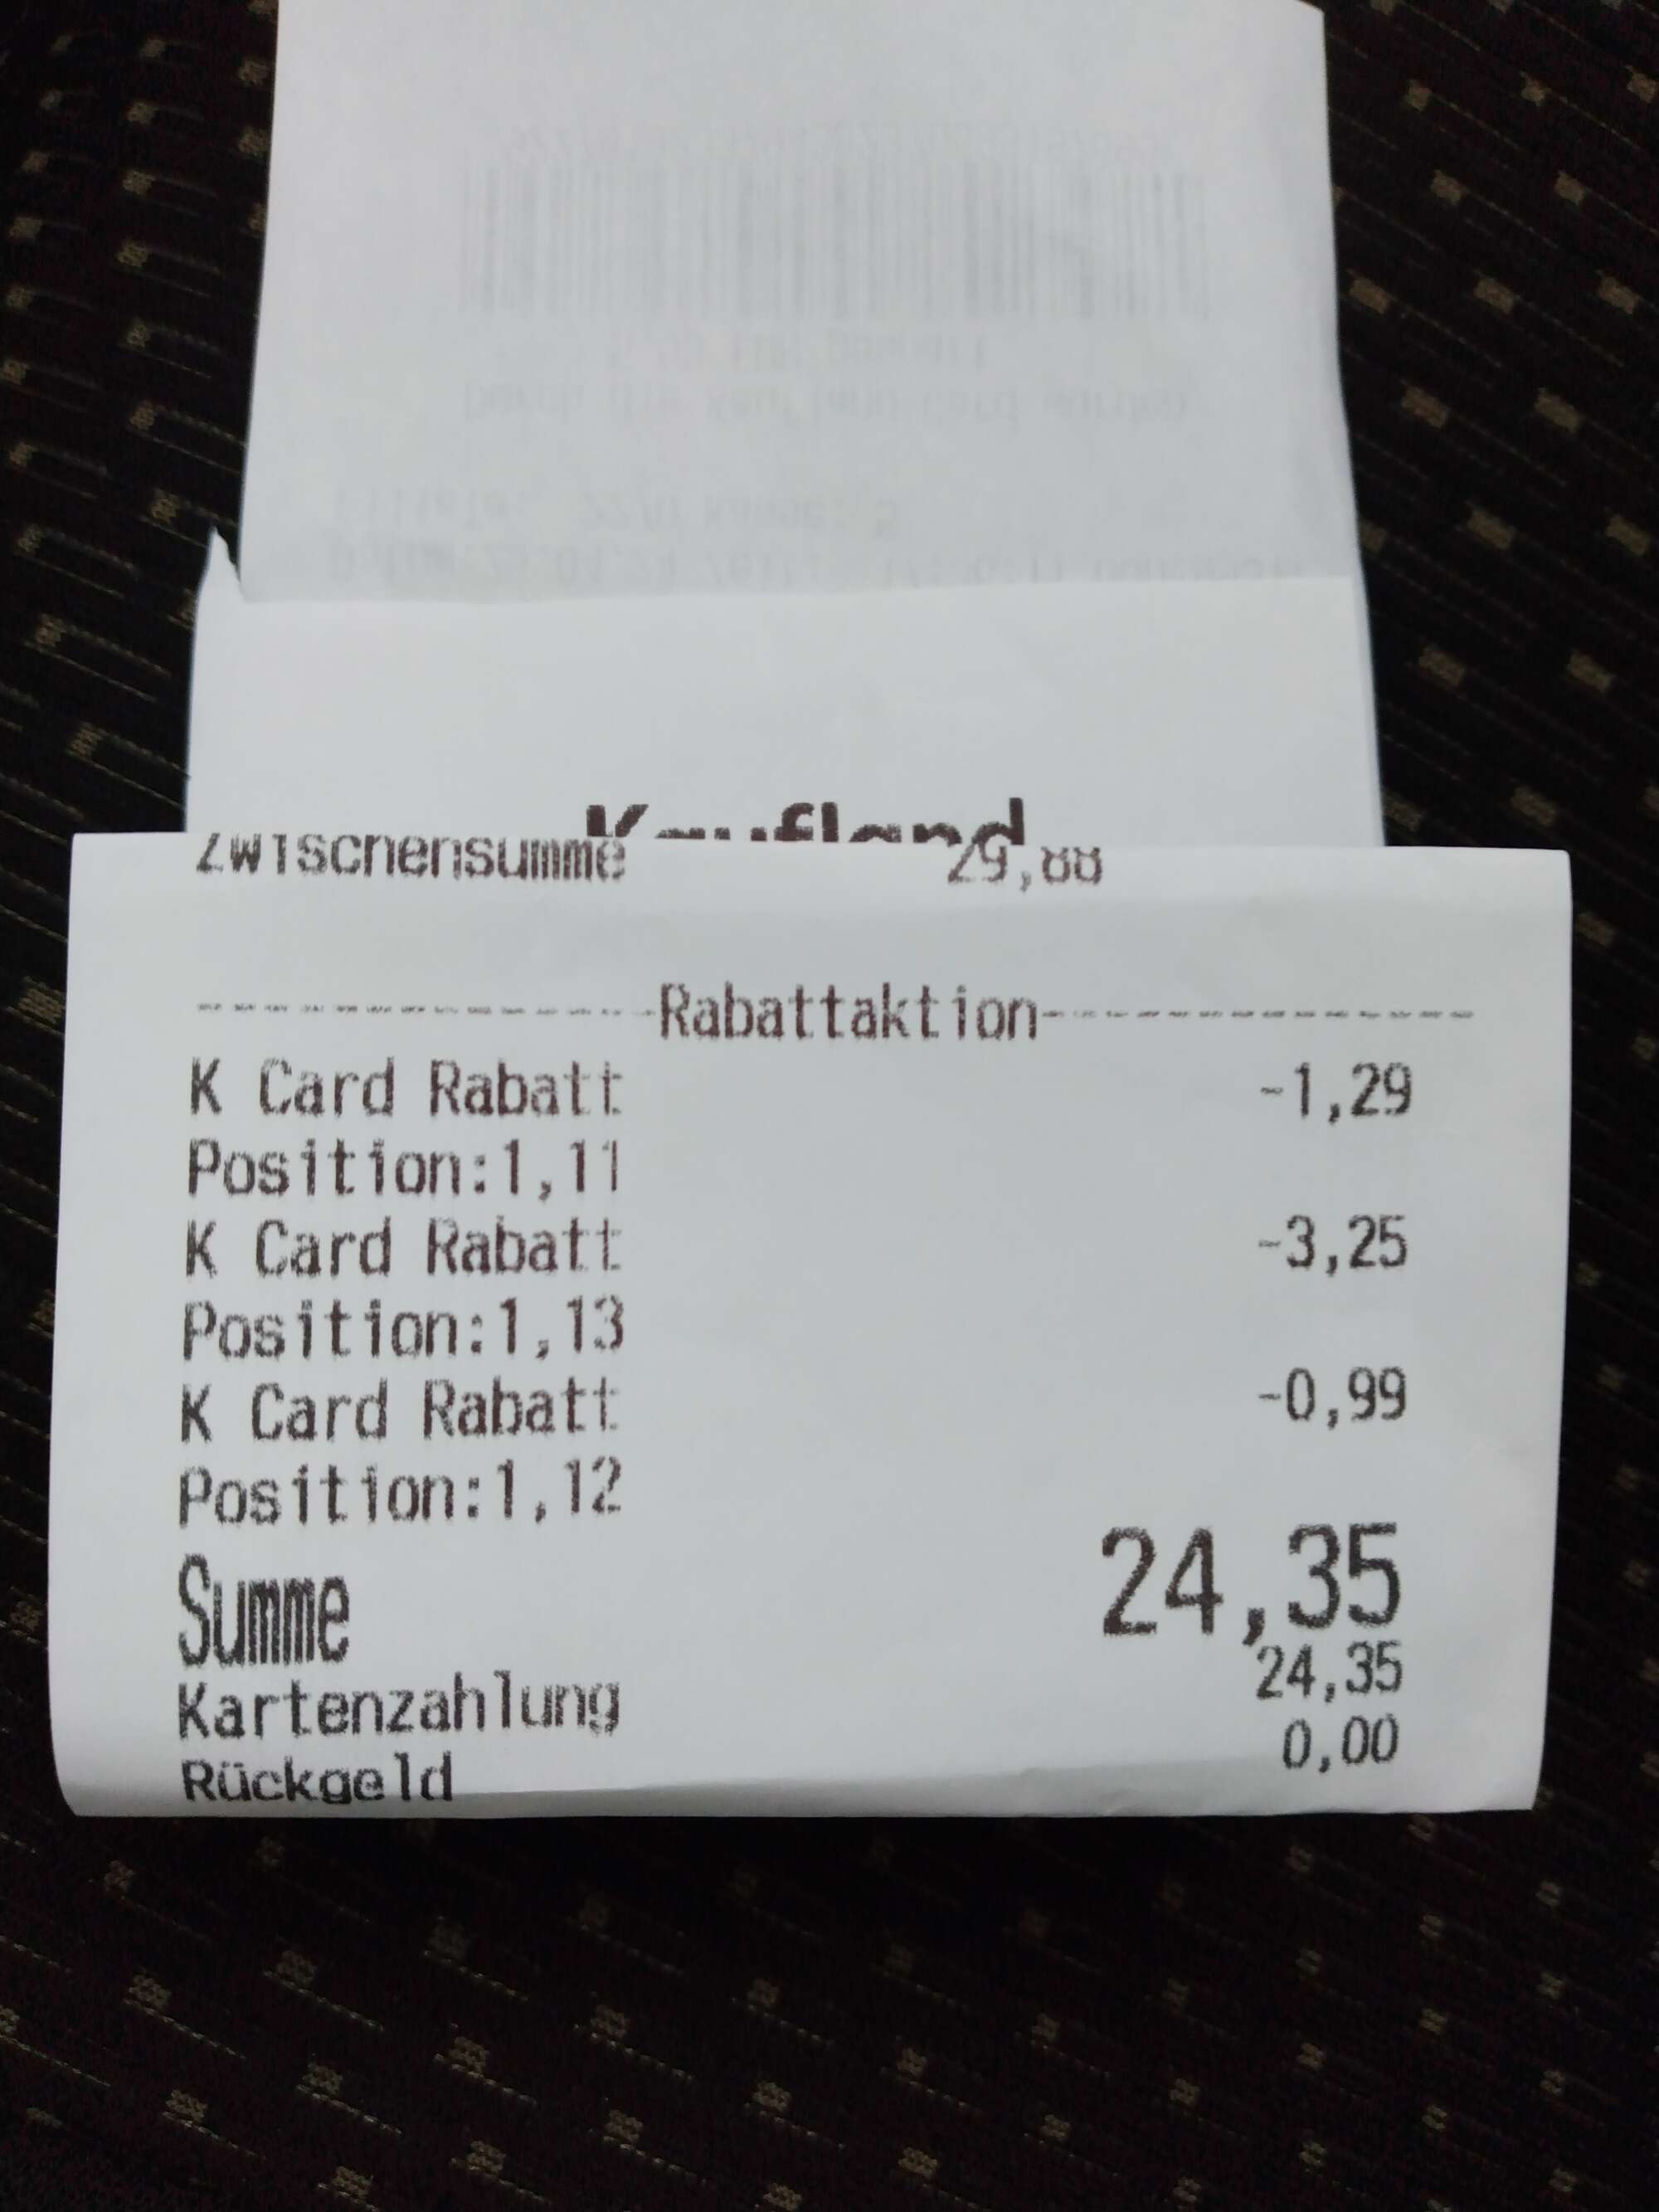 Kaufland
Zwischensumme 29,88
Rabattaktion
K Card Rabatt -1,29
Position:1,11
K Card Rabatt -3,25
Position:1,13
K Card Rabatt -0,99
Position:1,12
Summe 24,35
Kartenzahlung 24,35
Rückgeld 0,00